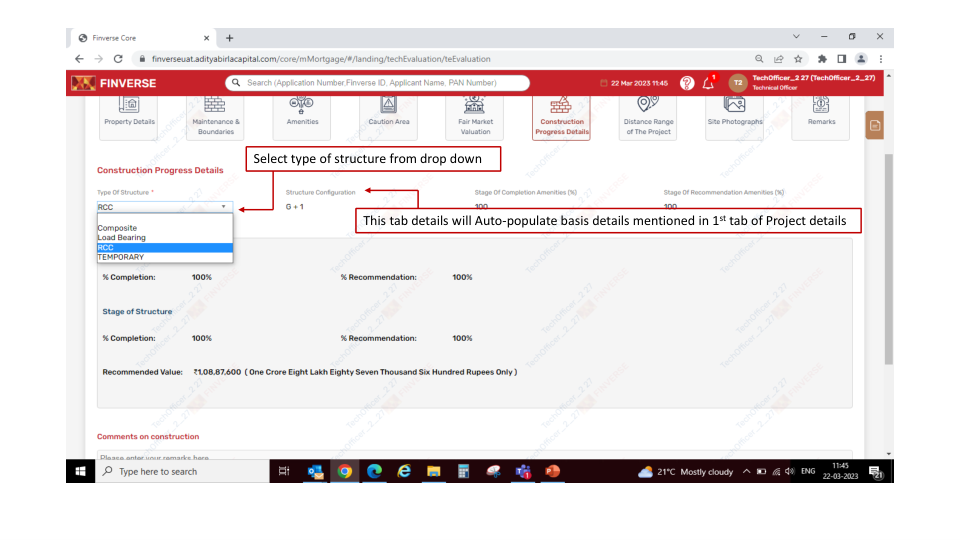 Finverse Core
finverseuat.adityabirlacapital.com/core/mMortgage/#/landing/techEvaluation/teEvaluation
FINVERSE
Search (Application Number,Finverse ID, Applicant Name, PAN Number)
22 Mar 2023 11:45
1
T2
TechOfficer_2 27 (TechOfficer_2_27)
Technical Officer
Property Details
Maintenance &
Boundaries
Amenities
Caution Area
Fair Market
Valuation
Construction
Progress Details
Distance Range
of The Project
Site Photographs
Remarks
Select type of structure from drop down
Construction Progress Details
Type Of Structure *
Structure Configuration
Stage Of Completion Amenities (%)
Stage Of Recommendation Amenities (%)
RCC
G + 1
100
100
This tab details will Auto-populate basis details mentioned in 1st tab of Project details
Composite
Load Bearing
RCC
TEMPORARY
% Completion:
100%
% Recommendation:
100%
Stage of Structure
% Completion:
100%
% Recommendation:
100%
Recommended Value:
₹1,08,87,600 ( One Crore Eight Lakh Eighty Seven Thousand Six Hundred Rupees Only )
Comments on construction
Please enter your remarks here
Type here to search
21°C Mostly cloudy
ENG
11:45
22-03-2023
21